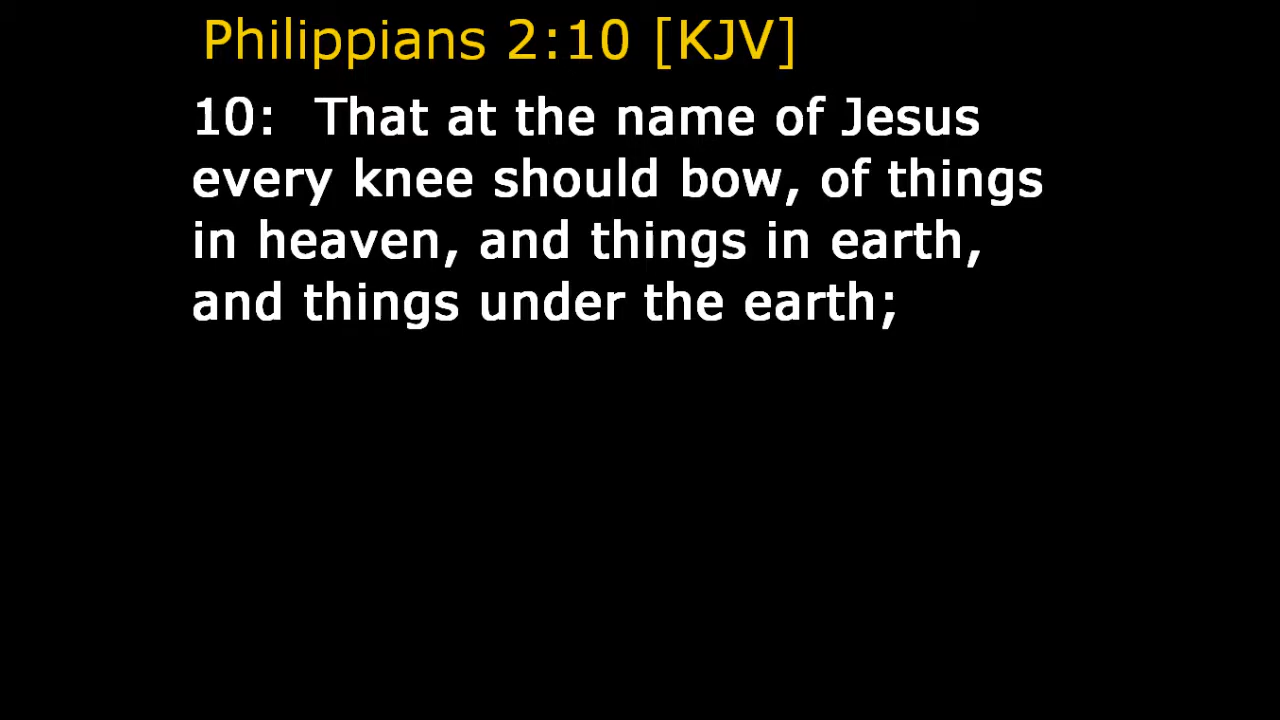 Philippians 2:10 [KJV]
10: That at the name of Jesus
every knee should bow, of things
in heaven, and things in earth,
and things under the earth;